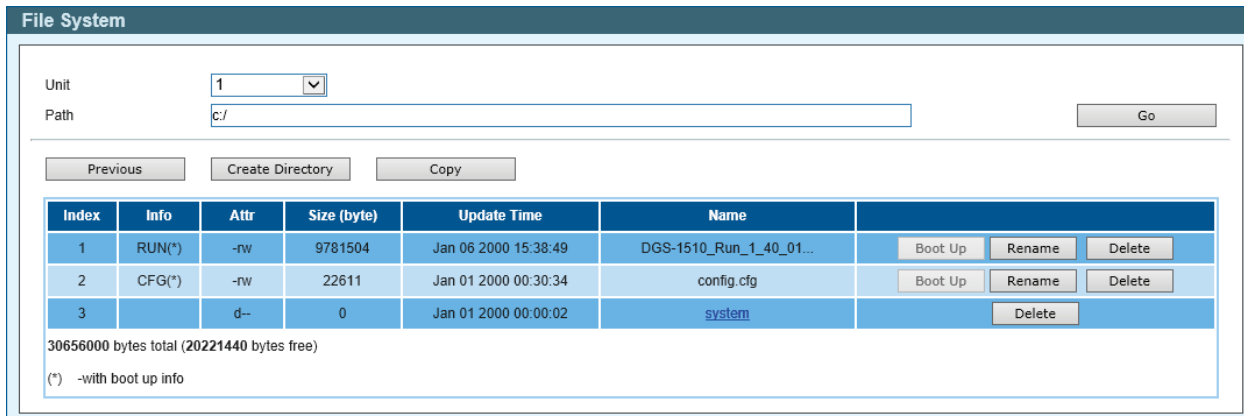 File System
Unit 1
Path c:/ Go
Previous Create Directory Copy
Index Info Attr Size (byte) Update Time Name
1 RUN(*) -rw 9781504 Jan 06 2000 15:38:49 DGS-1510_Run_1_40_01... Boot Up Rename Delete
2 CFG(*) -rw 22611 Jan 01 2000 00:30:34 config.cfg Boot Up Rename Delete
3 d-- 0 Jan 01 2000 00:00:02 system Delete
30656000 bytes total (20221440 bytes free)
(*) -with boot up info